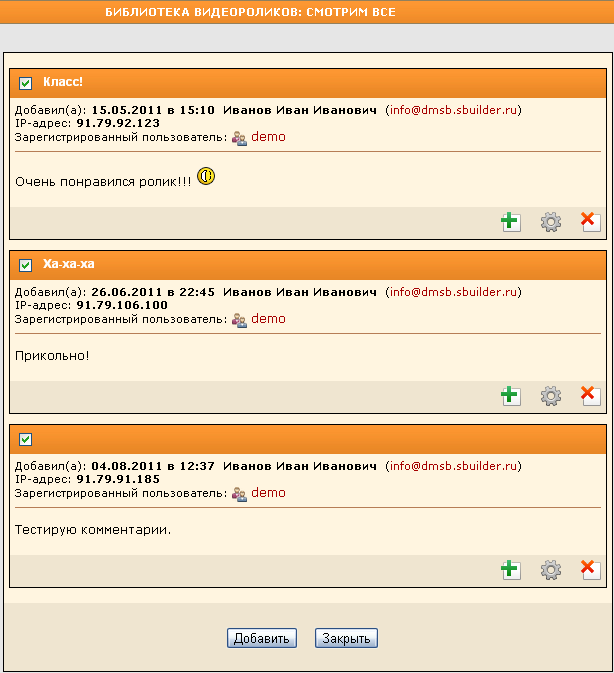 БИБЛИОТЕКА ВИДЕОРОЛИКОВ: СМОТРИМ ВСЕ
Класс!
Добавил(а): 15.05.2011 в 15:10 Иванов Иван Иванович (info@dmsb.sbuilder.ru)
IP-адрес: 91.79.92.123
Зарегистрированный пользователь: demo
Очень понравился ролик!!!
Ха-ха-ха
Добавил(а): 26.06.2011 в 22:45 Иванов Иван Иванович (info@dmsb.sbuilder.ru)
IP-адрес: 91.79.106.100
Зарегистрированный пользователь: demo
Прикольно!
Добавил(а): 04.08.2011 в 12:37 Иванов Иван Иванович (info@dmsb.sbuilder.ru)
IP-адрес: 91.79.91.185
Зарегистрированный пользователь: demo
Тестирую комментарии.
Добавить Закрыть